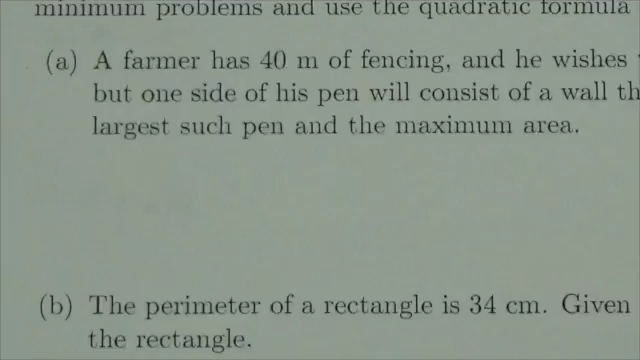 minimum problems and use the quadratic formula
(a) A farmer has 40 m of fencing, and he wishes
but one side of his pen will consist of a wall th
largest such pen and the maximum area.
(b) The perimeter of a rectangle is 34 cm. Given
the rectangle.